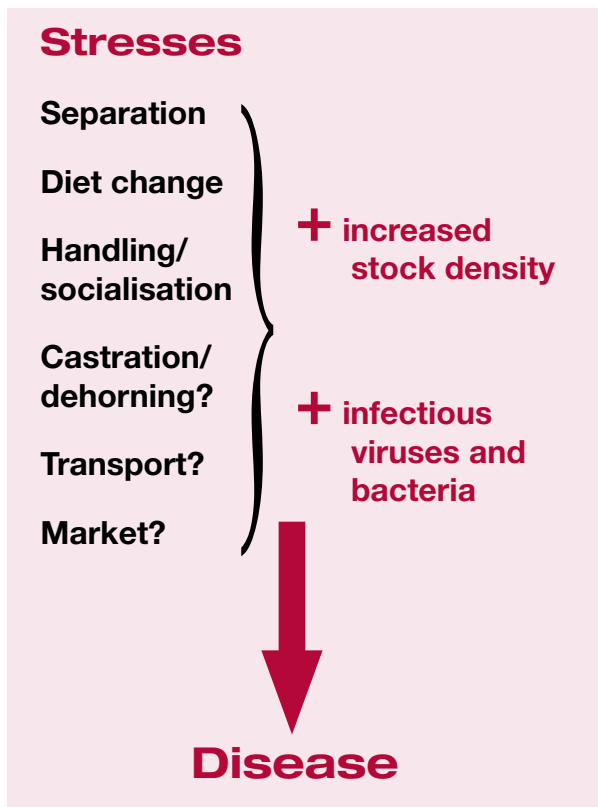 Stresses
Separation
Diet change
Handling/
socialisation
Castration/
dehorning?
Transport?
Market?
+ increased
stock density
+ infectious
viruses and
bacteria
Disease